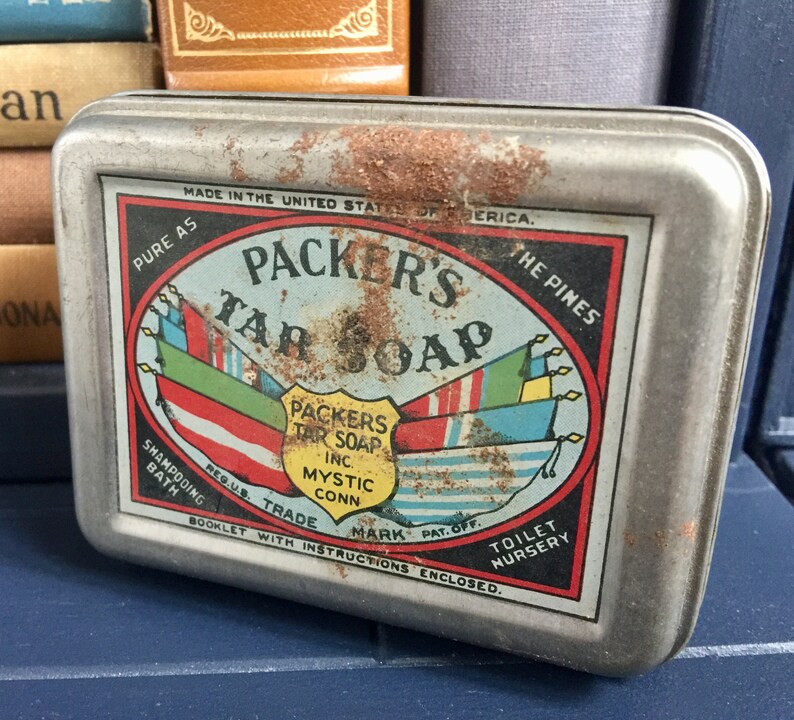 an
ONA
MADE IN THE UNITED STATES OF AMERICA.
PURE AS
THE PINES
PACKER'S
TAR SOAP
PACKERS
TAR SOAP
INC.
MYSTIC
CONN
SHAMPOOING
BATH
REG. U.S. TRADE MARK PAT. OFF.
TOILET
NURSERY
BOOKLET WITH INSTRUCTIONS ENCLOSED.